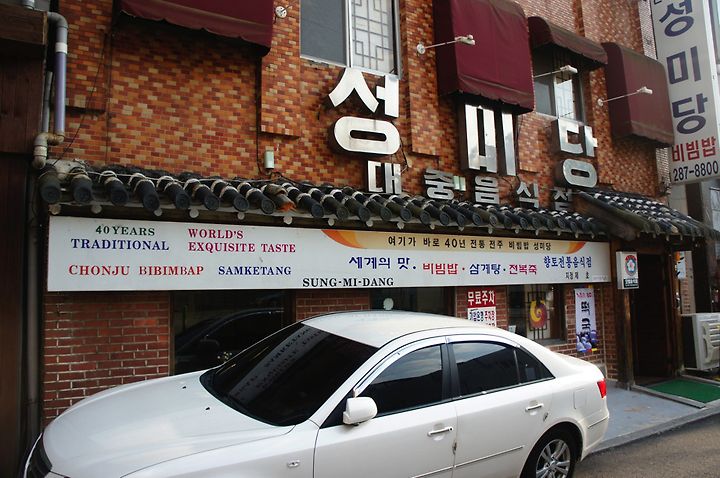 성미당
대중음식점
성미당
비빔밥
287-8800
40 YEARS
TRADITIONAL
WORLD'S
EXQUISITE TASTE
CHONJU BIBIMBAP SAMKETANG
SUNG-MI-DANG
여기가 바로 40년 전통 전주 비빔밥 성미당
세계의 맛·비빔밥·삼계탕·전복죽
향토전통음식점
무료주차